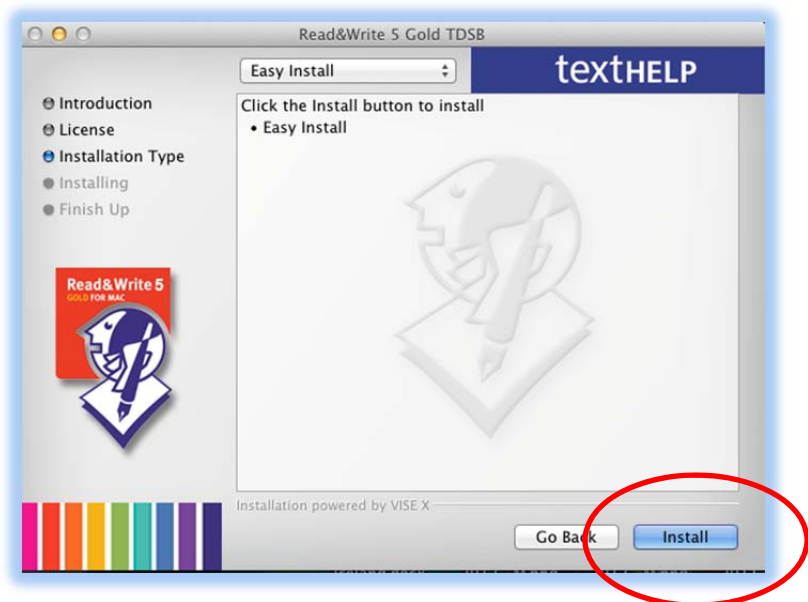 Read&Write 5 Gold TDSB
Easy Install
textHELP
Introduction
License
Installation Type
Installing
Finish Up
Click the Install button to install
• Easy Install
Read&Write 5
GOLD FOR MAC
Installation powered by VISE X
Go Back
Install